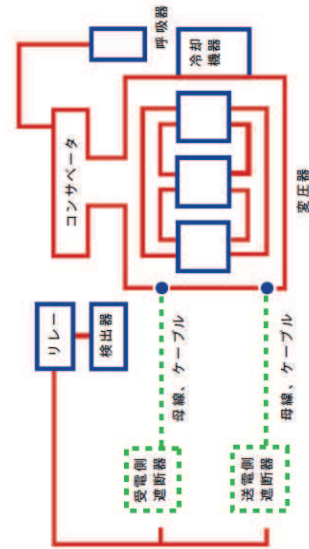 呼吸器
冷却
機器
コンサベータ
変圧器
リレー
検出器
母線、ケーブル
母線、ケーブル
受電側
遮断器
送電側
遮断器